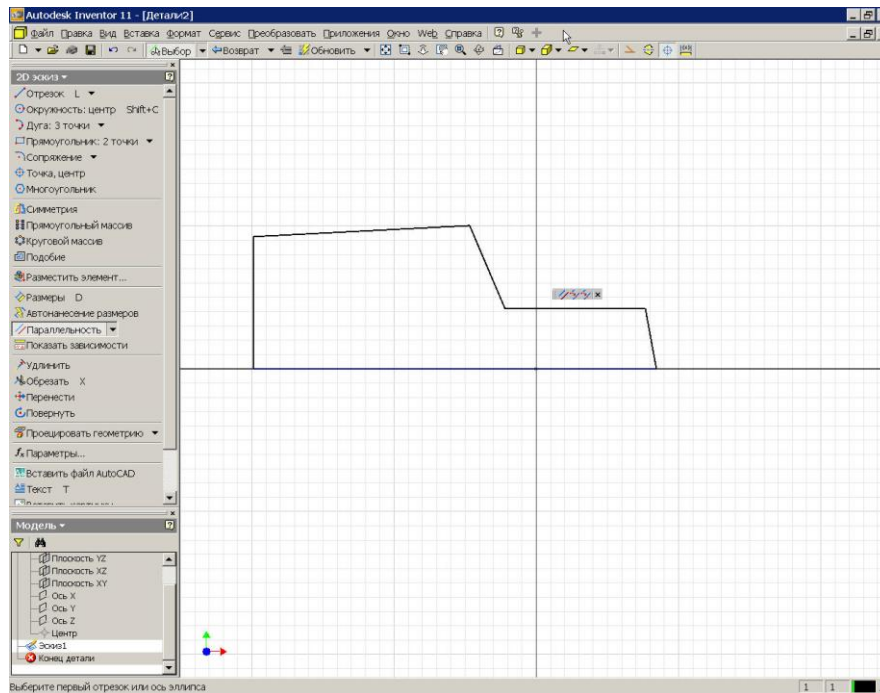 Autodesk Inventor 11 - [Детали2]
Файл Правка Вид Вставка Формат Сервис Преобразовать Приложения Окно Web Справка
Выбор Возврат Обновить
2D эскиз
Отрезок L
Окружность: центр Shift+C
Дуга: 3 точки
Прямоугольник: 2 точки
Сопряжение
Точка, центр
Многоугольник
Симметрия
Прямоугольный массив
Круговой массив
Подобие
Разместить элемент...
Размеры D
Автонанесение размеров
Параллельность
Показать зависимости
Удлинить
Обрезать X
Перенести
Повернуть
Проецировать геометрию
fx Параметры...
Вставить файл AutoCAD
Текст T
Модель
Плоскость YZ
Плоскость XZ
Плоскость XY
Ось X
Ось Y
Ось Z
Центр
Эскиз1
Конец детали
Выберите первый отрезок или ось эллипса
1 1